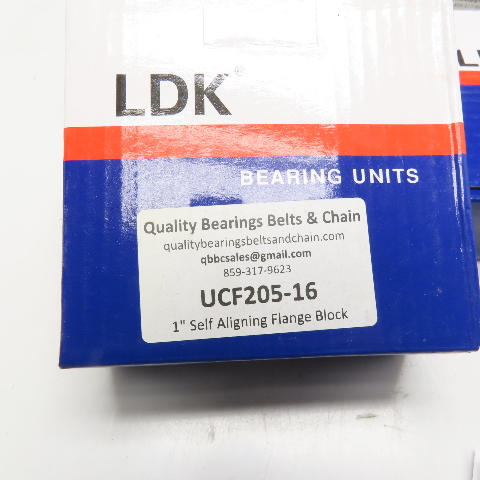 LDK
BEARING UNITS
Quality Bearings Belts & Chain
qualitybearingsbeltsandchain.com
qbbcsales@gmail.com
859-317-9623
UCF205-16
1" Self Aligning Flange Block